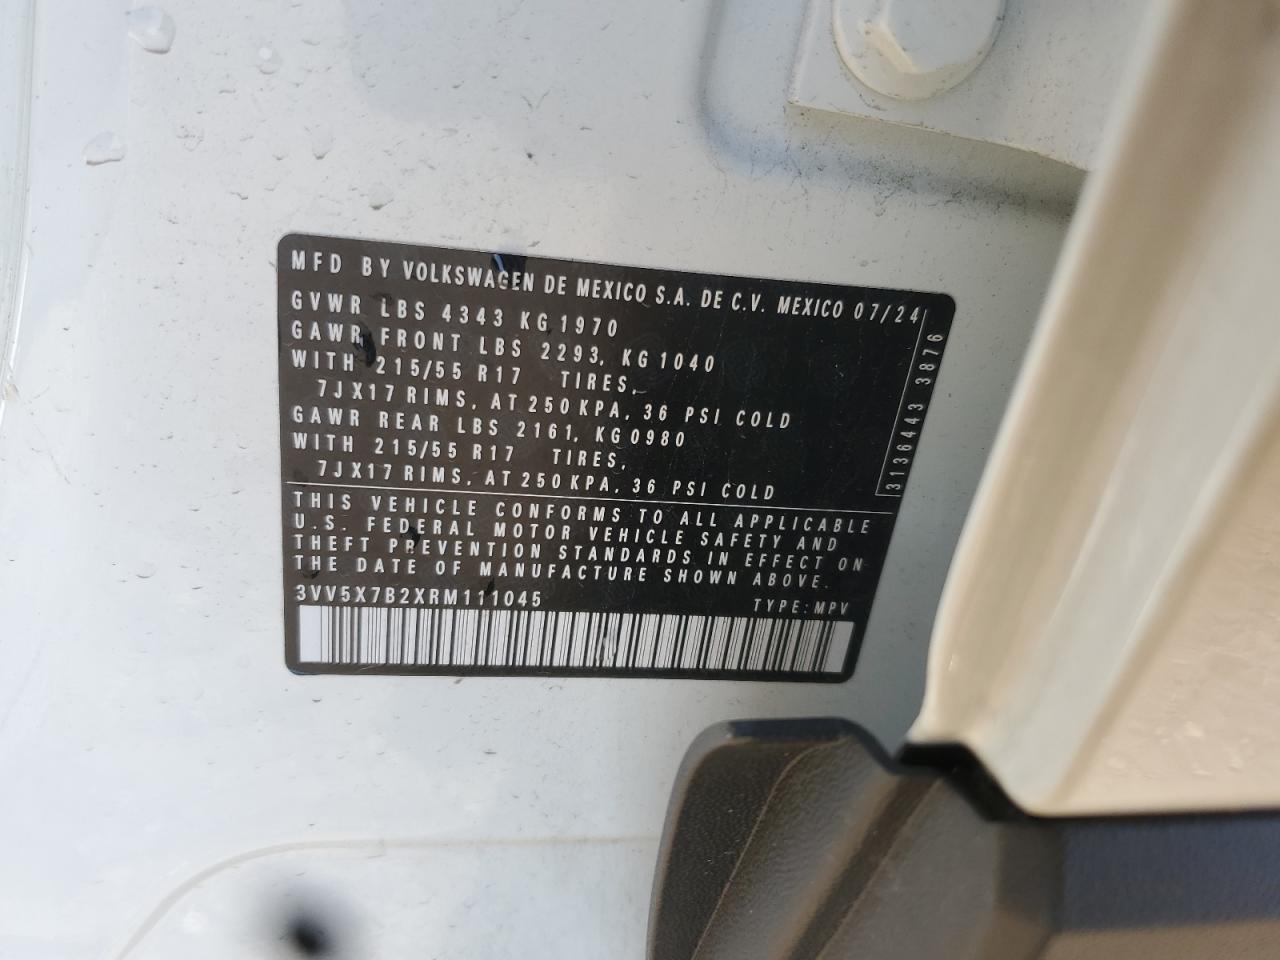 MFD BY VOLKSWAGEN DE MEXICO S.A. DE C.V. MEXICO 07/24
GVWR LBS 4343 KG 1970
GAWR FRONT LBS 2293, KG 1040
WITH 215/55 R17 TIRES,
7JX17 RIMS, AT 250 KPA, 36 PSI COLD
GAWR REAR LBS 2161, KG 0980
WITH 215/55 R17 TIRES,
7JX17 RIMS, AT 250 KPA, 36 PSI COLD
3136443 3876
THIS VEHICLE CONFORMS TO ALL APPLICABLE
U.S. FEDERAL MOTOR VEHICLE SAFETY AND
THEFT PREVENTION STANDARDS IN EFFECT ON
THE DATE OF MANUFACTURE SHOWN ABOVE.
3VV5X7B2XRM111045 TYPE: MPV